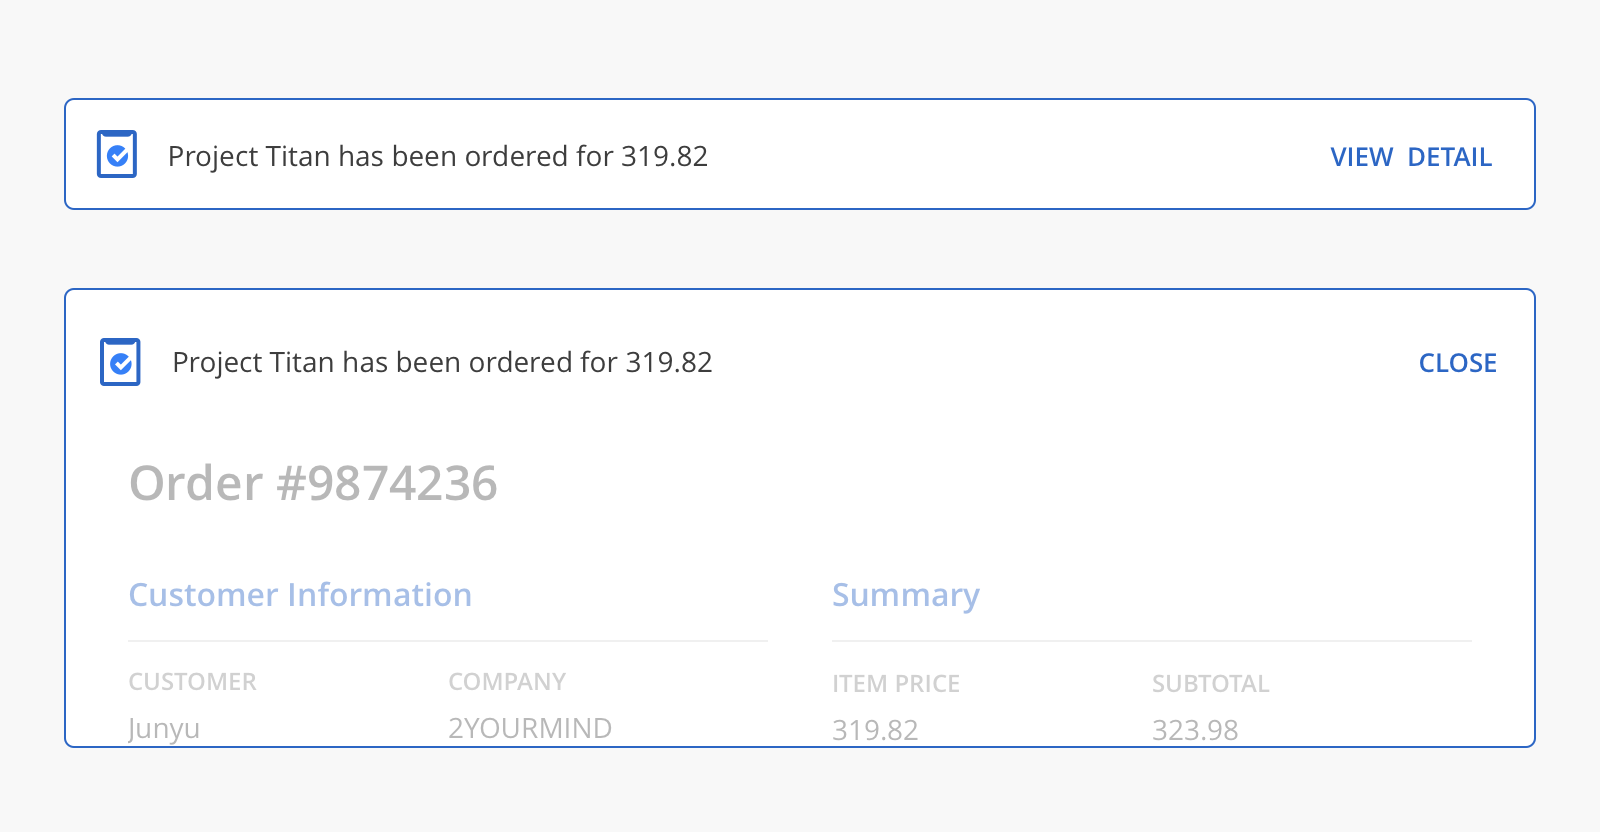 Project Titan has been ordered for 319.82
VIEW DETAIL
Project Titan has been ordered for 319.82
CLOSE
Order #9874236
Customer Information
Summary
CUSTOMER
COMPANY
ITEM PRICE
SUBTOTAL
Junyu
2YOURMIND
319.82
323.98